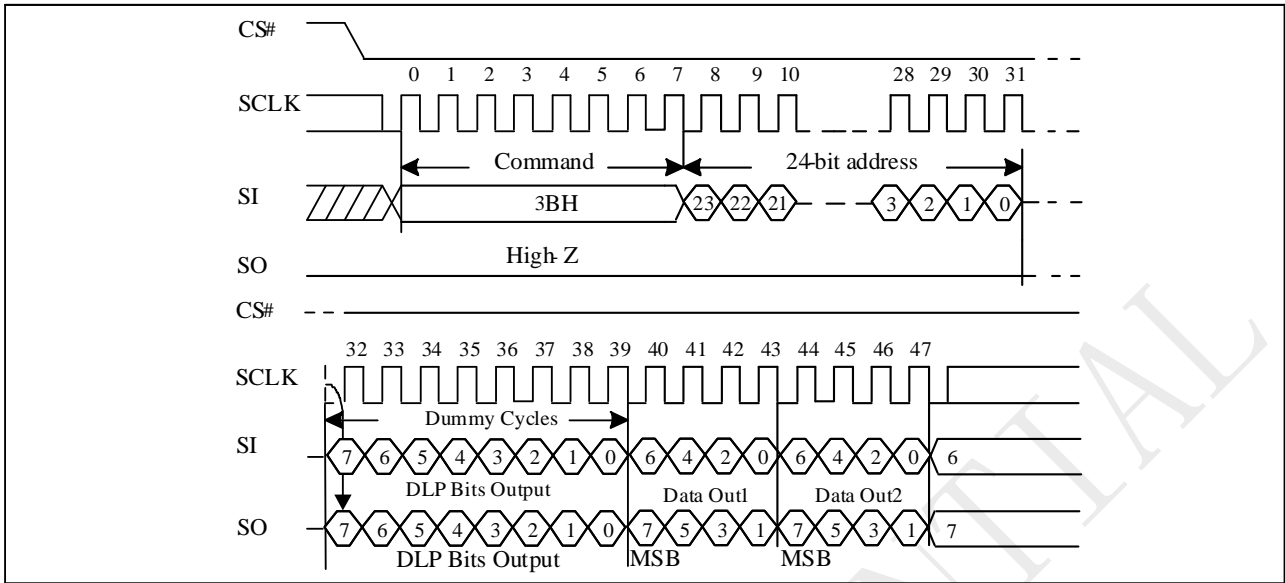 CS#
0 1 2 3 4 5 6 7 8 9 10 28 29 30 31
SCLK
Command 24-bit address
SI 3BH 23 22 21 3 2 1 0
High-Z
SO
CS#
32 33 34 35 36 37 38 39 40 41 42 43 44 45 46 47
SCLK
Dummy Cycles
SI 7 6 5 4 3 2 1 0 6 4 2 0 6 4 2 0 6
DLP Bits Output Data Out1 Data Out2
SO 7 6 5 4 3 2 1 0 7 5 3 1 7 5 3 1 7
DLP Bits Output MSB MSB
NTIAL